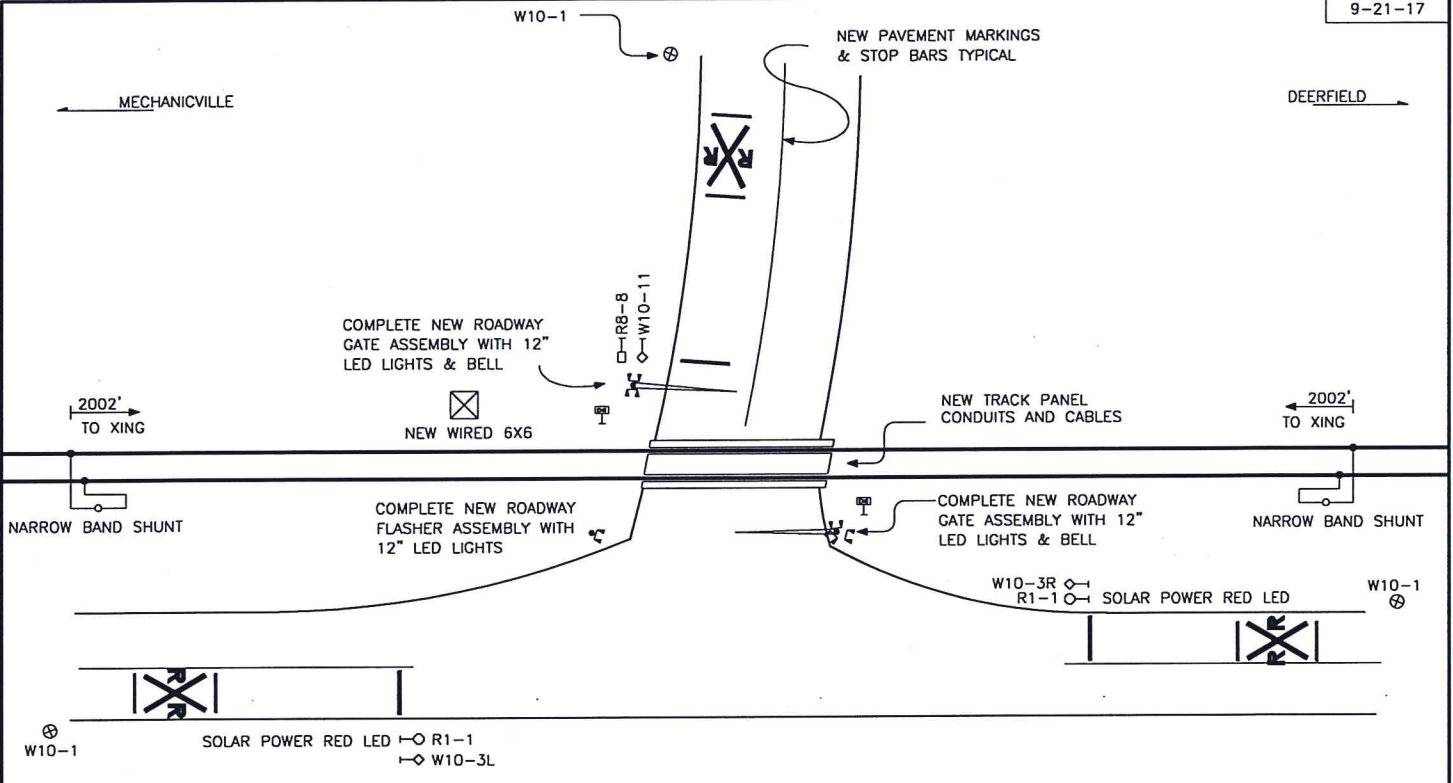 9-21-17
W10-1
NEW PAVEMENT MARKINGS
& STOP BARS TYPICAL
MECHANICVILLE
DEERFIELD
R R
R8-8
W10-11
COMPLETE NEW ROADWAY
GATE ASSEMBLY WITH 12"
LED LIGHTS & BELL
2002'
TO XING
NEW WIRED 6X6
NEW TRACK PANEL
CONDUITS AND CABLES
2002'
TO XING
NARROW BAND SHUNT
COMPLETE NEW ROADWAY
FLASHER ASSEMBLY WITH
12" LED LIGHTS
COMPLETE NEW ROADWAY
GATE ASSEMBLY WITH 12"
LED LIGHTS & BELL
NARROW BAND SHUNT
W10-3R
R1-1 SOLAR POWER RED LED
W10-1
R R
R R
W10-1
SOLAR POWER RED LED R1-1
W10-3L